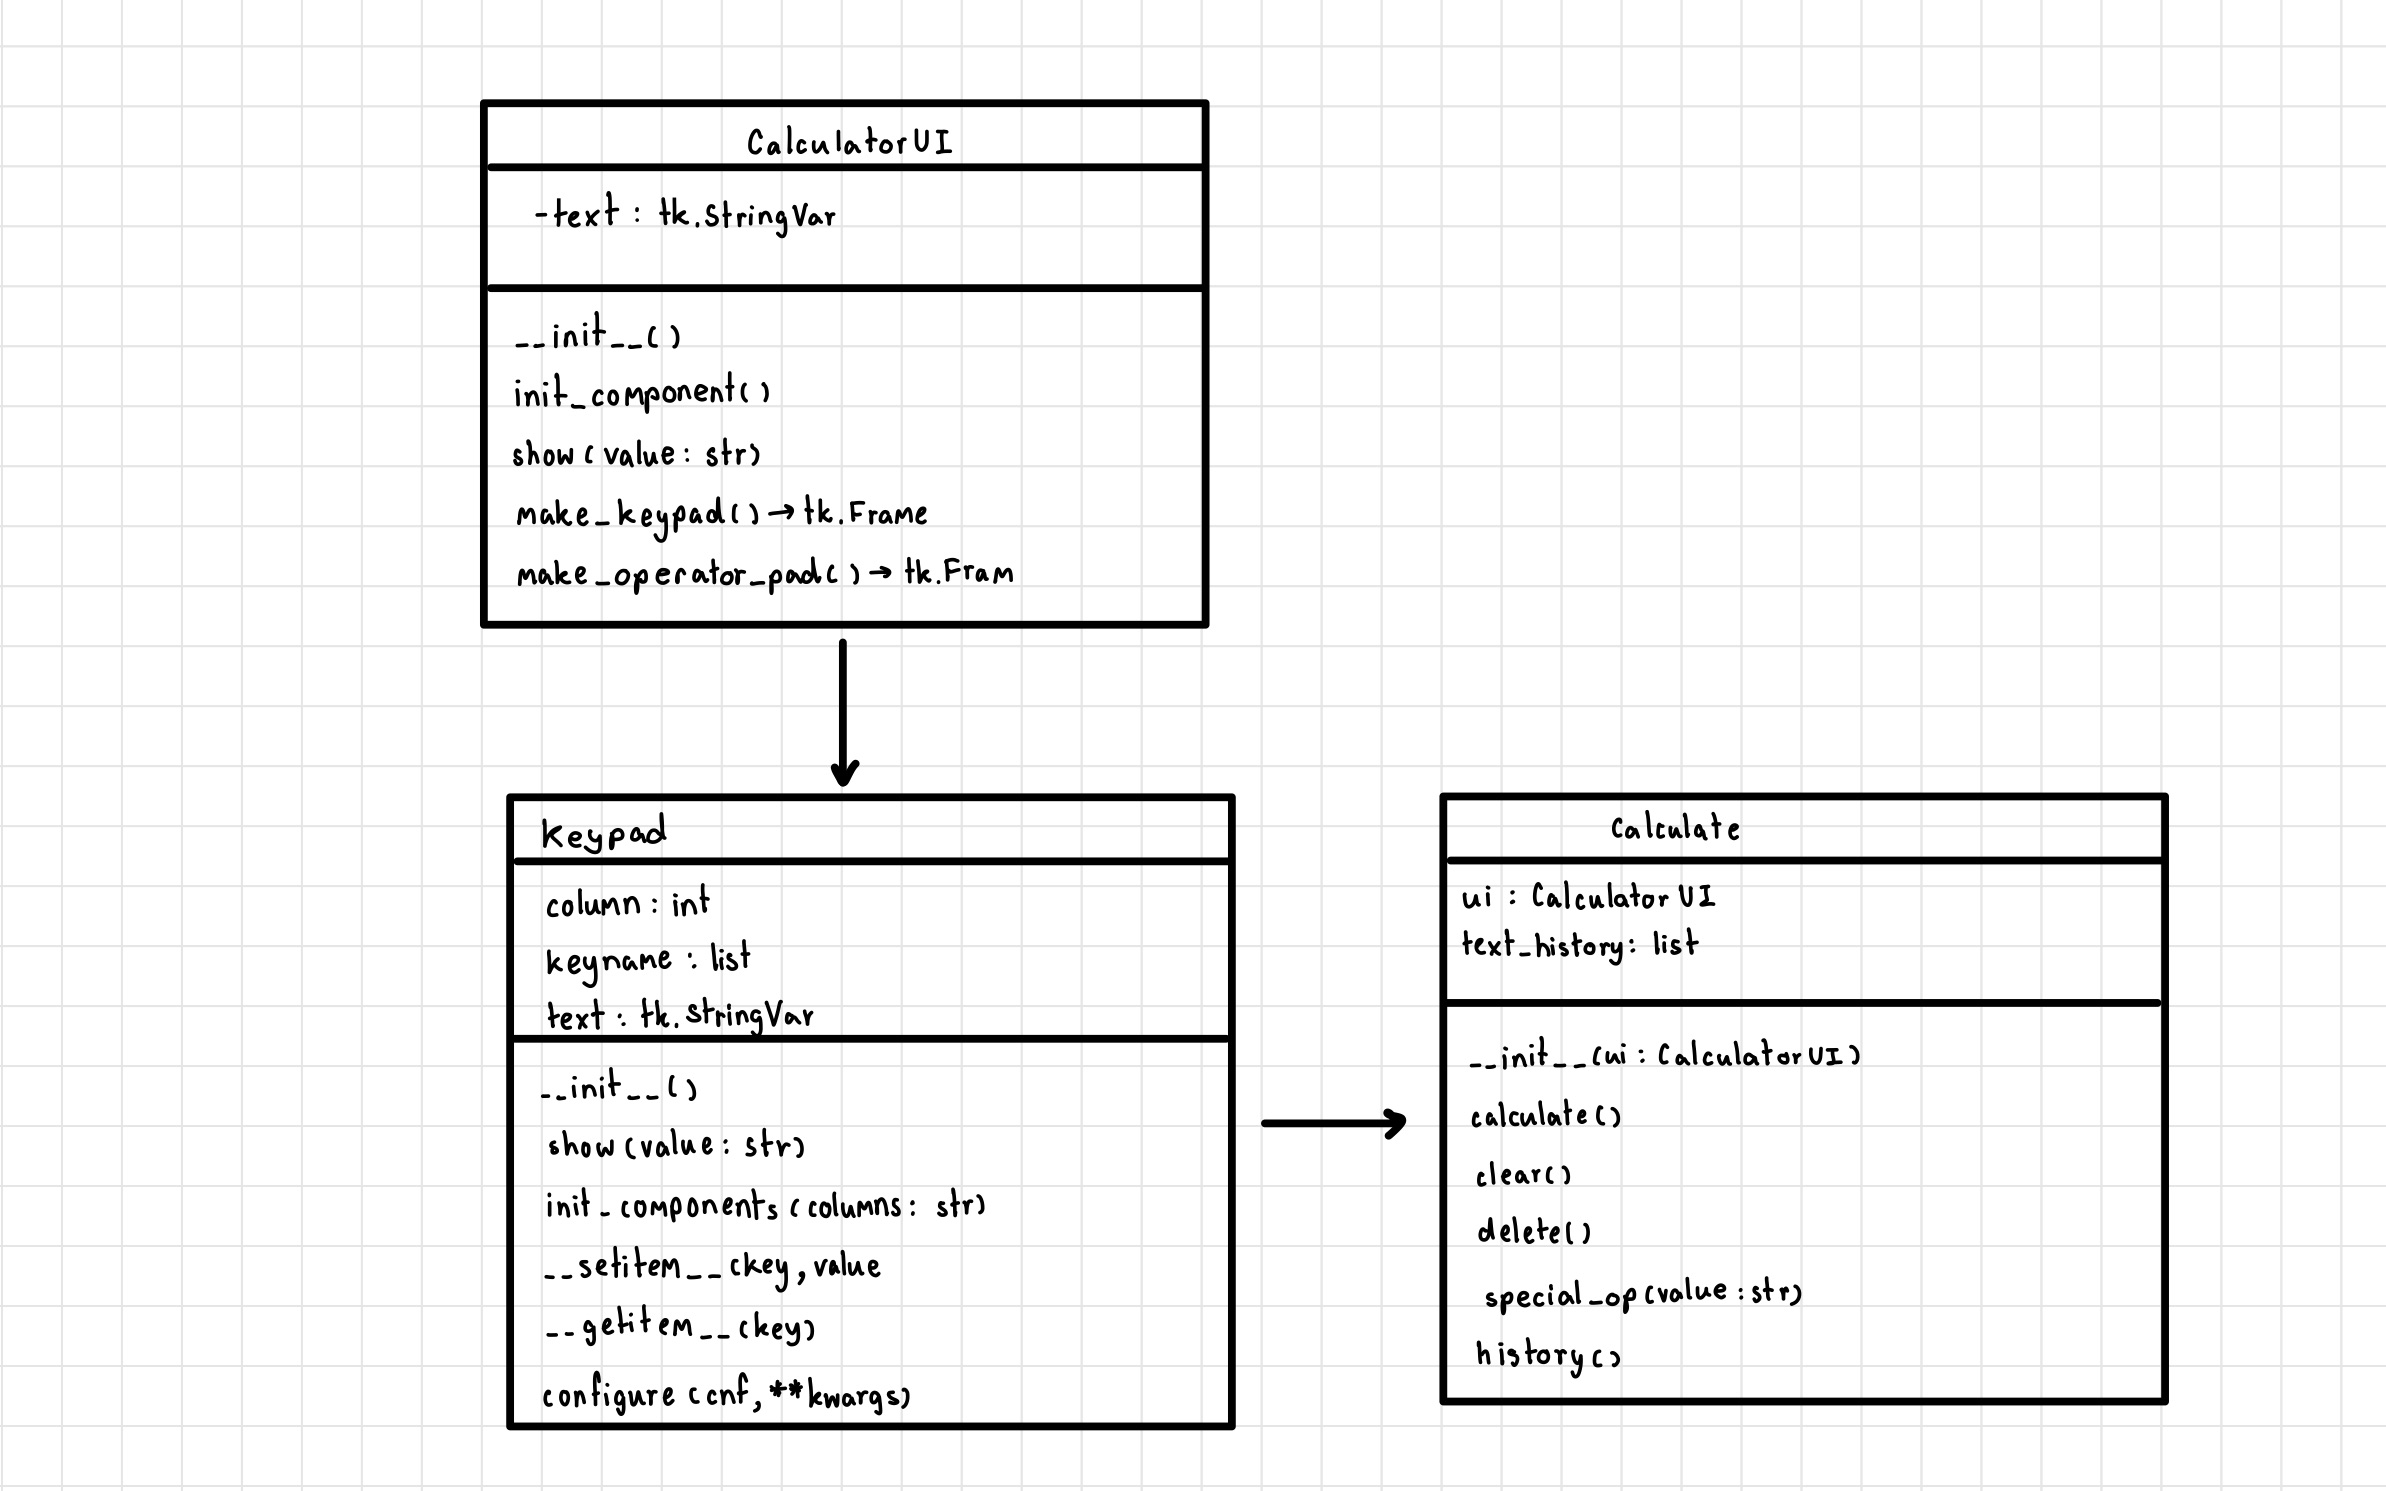 CalculatorUI
-text : tk.StringVar
__init__()
init_component()
show(value: str)
make_keypad()→tk.Frame
make_operator_pad()→tk.Fram
Keypad
column : int
keyname : list
text : tk.StringVar
__init__()
show(value: str)
init_components(columns: str)
__setitem__(key, value
__getitem__(key)
configure(cnf, **kwargs)
Calculate
ui : CalculatorUI
text_history: list
__init__(ui: CalculatorUI)
calculate()
clear()
delete()
special_op(value:str)
history()